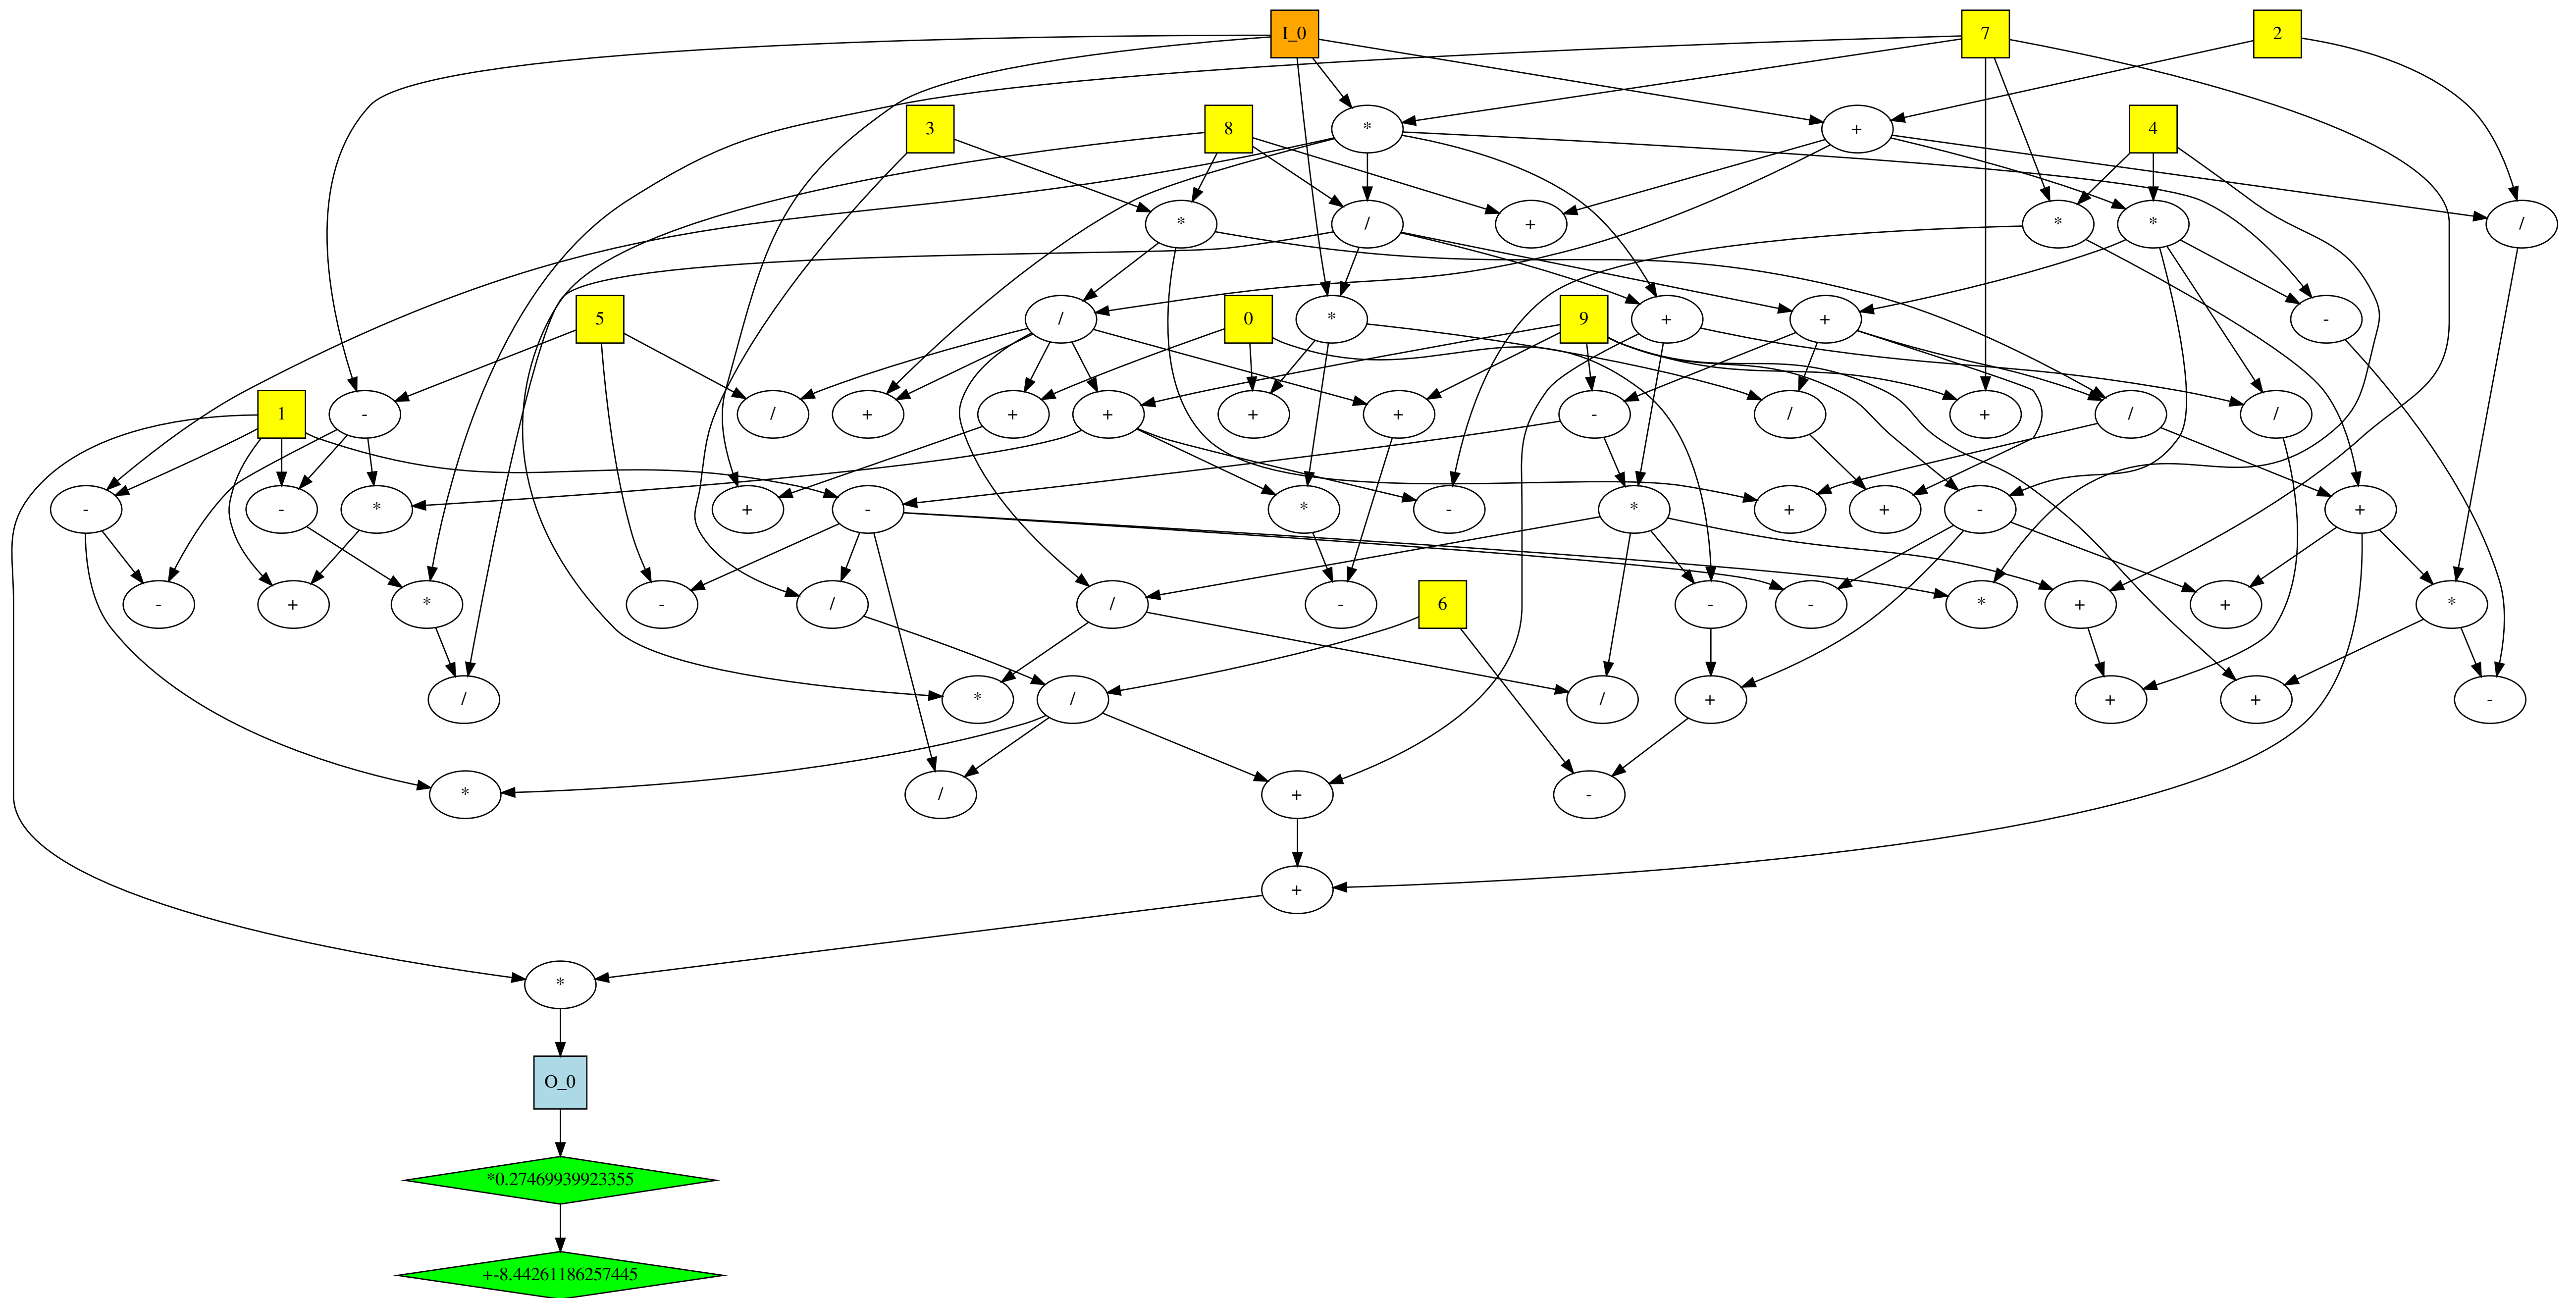 I_0 7 2
3 8 * + 4
* / + * * /
5 / 0 * 9 + + -
1 - / + + + + + - / + / /
- - * + - * - * + + - +
- + * - / / - 6 - - * + + *
/ * / / + + + -
* / + -
+
*
O_0
*0.27469939923355
+-8.44261186257445